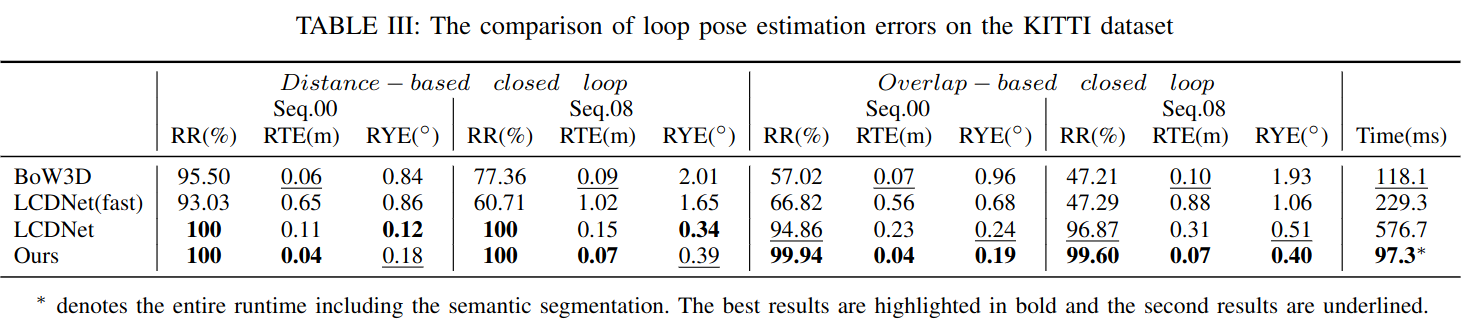 TABLE III: The comparison of loop pose estimation errors on the KITTI dataset
Distance − based closed loop Overlap − based closed loop
Seq.00 Seq.08 Seq.00 Seq.08
RR(%) RTE(m) RYE(°) RR(%) RTE(m) RYE(°) RR(%) RTE(m) RYE(°) RR(%) RTE(m) RYE(°) Time(ms)
BoW3D 95.50 0.06 0.84 77.36 0.09 2.01 57.02 0.07 0.96 47.21 0.10 1.93 118.1
LCDNet(fast) 93.03 0.65 0.86 60.71 1.02 1.65 66.82 0.56 0.68 47.29 0.88 1.06 229.3
LCDNet 100 0.11 0.12 100 0.15 0.34 94.86 0.23 0.24 96.87 0.31 0.51 576.7
Ours 100 0.04 0.18 100 0.07 0.39 99.94 0.04 0.19 99.60 0.07 0.40 97.3*
* denotes the entire runtime including the semantic segmentation. The best results are highlighted in bold and the second results are underlined.